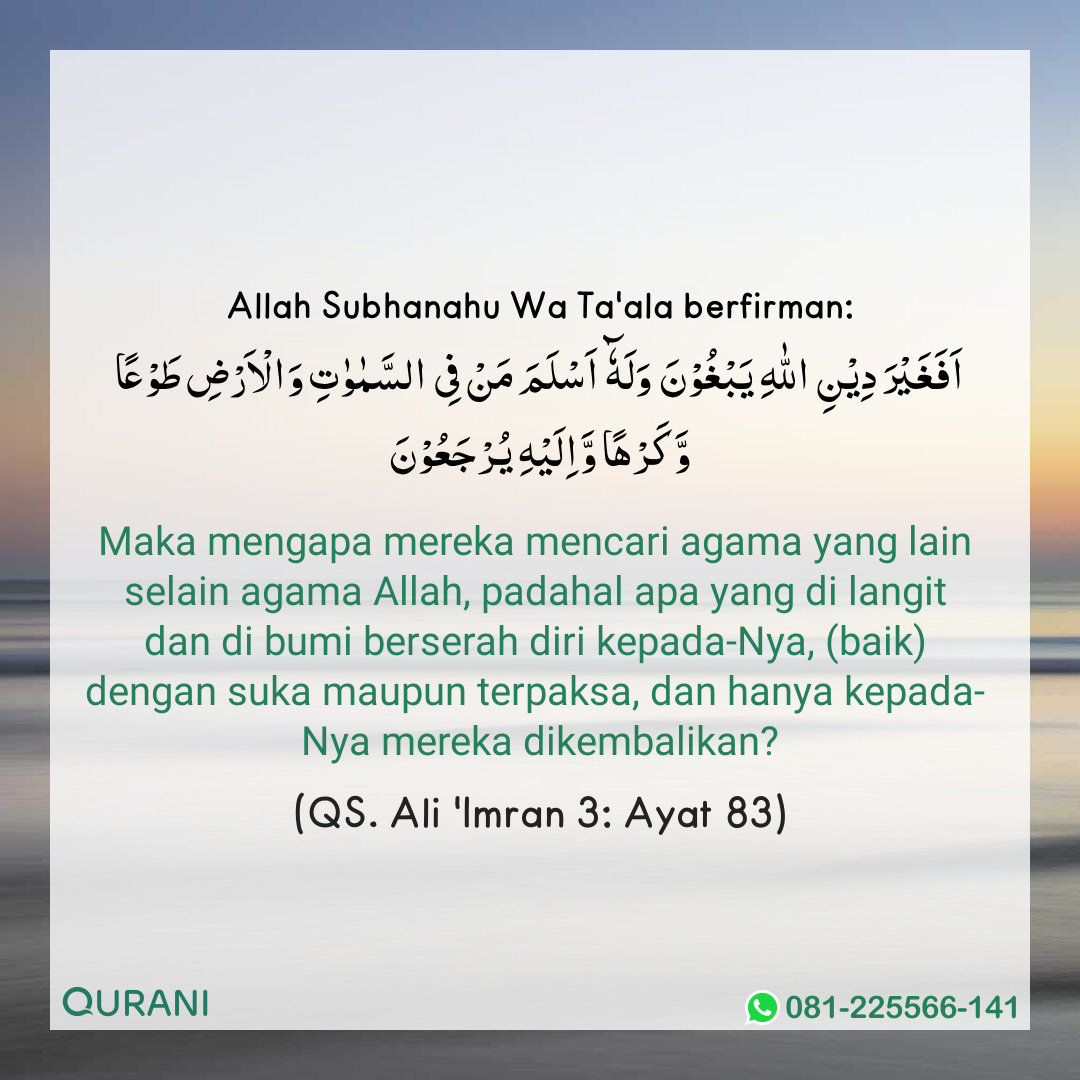 Allah Subhanahu Wa Ta'ala berfirman:
اَفَغَيْرَ دِيْنِ اللّٰهِ يَبْغُوْنَ وَلَهٗۤ اَسْلَمَ مَنْ فِى السَّمٰوٰتِ وَالْاَرْضِ طَوْعًا
وَّكَرْهًا وَّاِلَيْهِ يُرْجَعُوْنَ
Maka mengapa mereka mencari agama yang lain
selain agama Allah, padahal apa yang di langit
dan di bumi berserah diri kepada-Nya, (baik)
dengan suka maupun terpaksa, dan hanya kepada-
Nya mereka dikembalikan?
(QS. Ali 'Imran 3: Ayat 83)
QURANI
081-225566-141